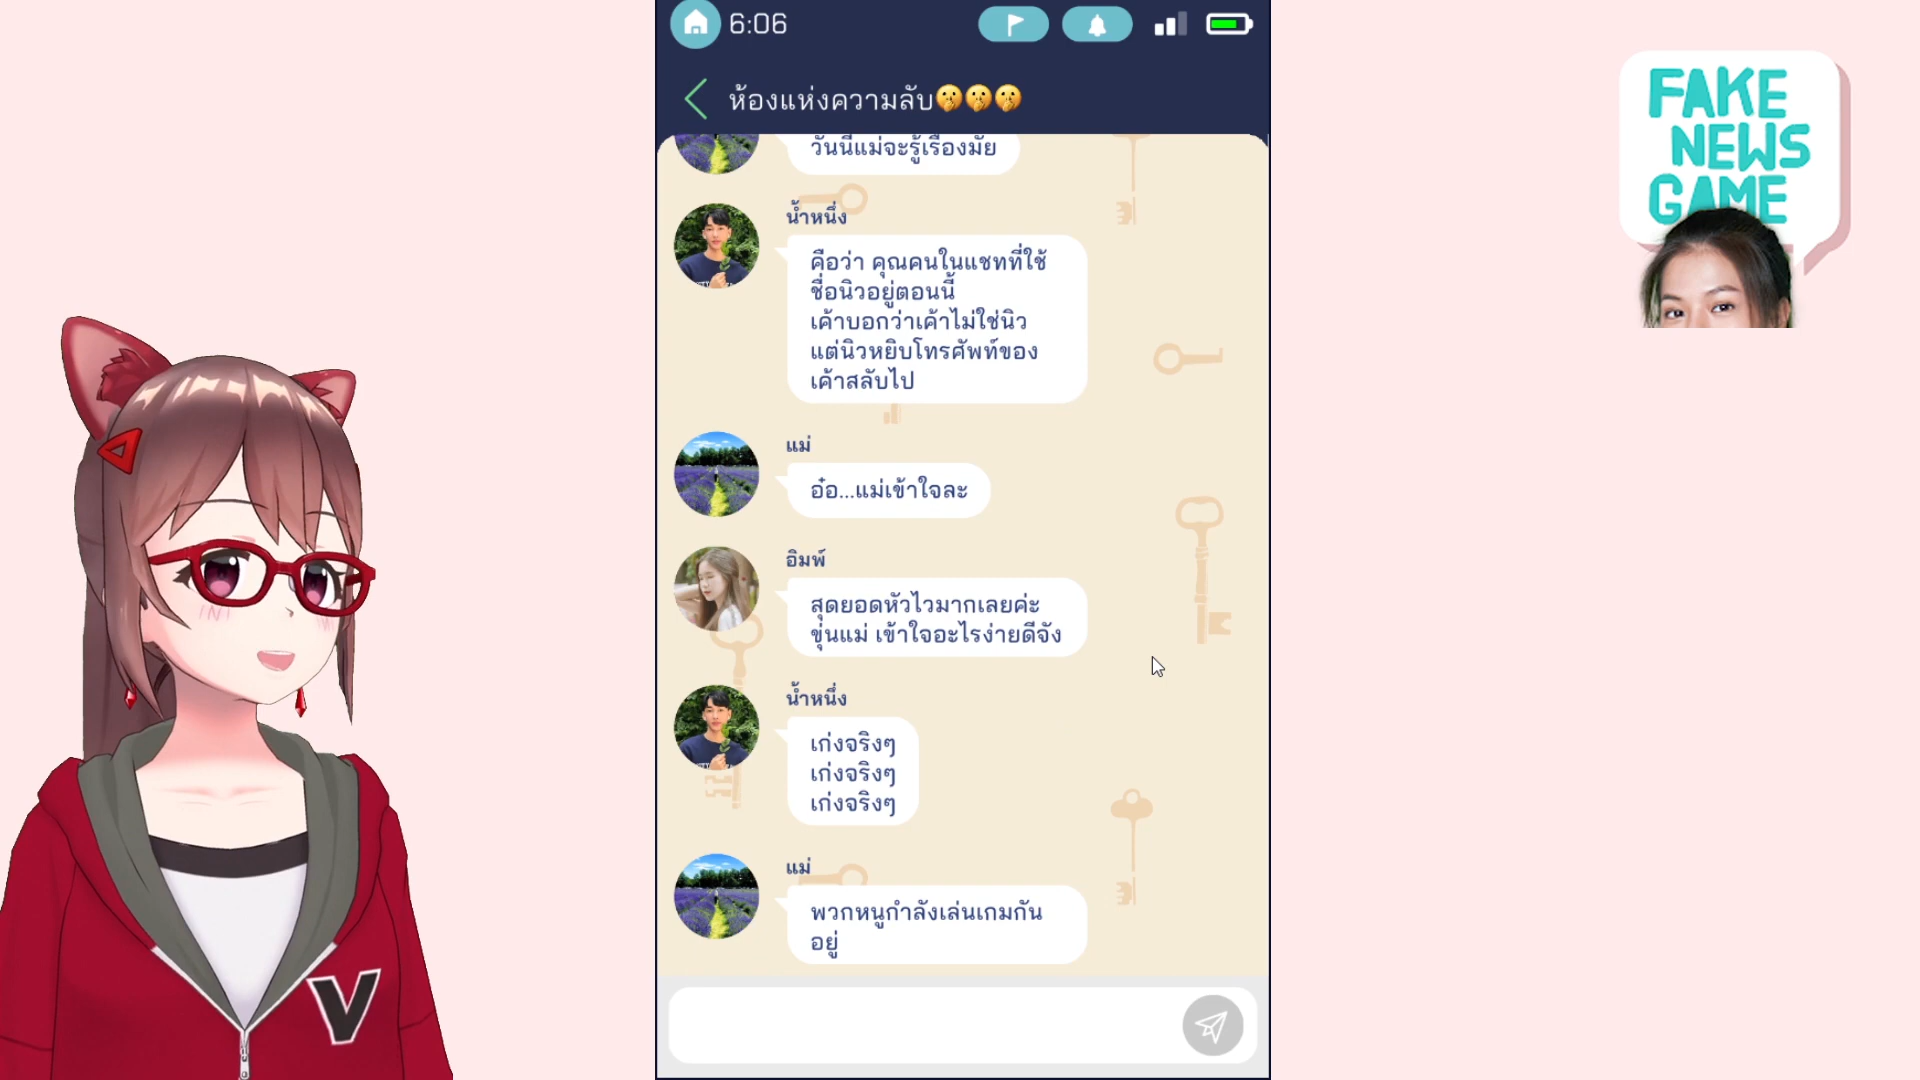 6:06
ห้องแห่งความลับ🤫🤫🤫
วันนี้แม่จะรู้เรื่องมั้ย
น้ำหนึ่ง
คือว่า คุณคนในแชทที่ใช้
ชื่อนิวอยู่ตอนนี้
เค้าบอกว่าเค้าไม่ใช่นิว
แต่นิวหยิบโทรศัพท์ของ
เค้าสลับไป
แม่
อ๋อ...แม่เข้าใจละ
อิมพ์
สุดยอดหัวไวมากเลยค่ะ
ขุ่นแม่ เข้าใจอะไรง่ายดีจัง
น้ำหนึ่ง
เก่งจริงๆ
เก่งจริงๆ
เก่งจริงๆ
แม่
พวกหนูกำลังเล่นเกมกัน
อยู่
FAKE
NEWS
GAME
V